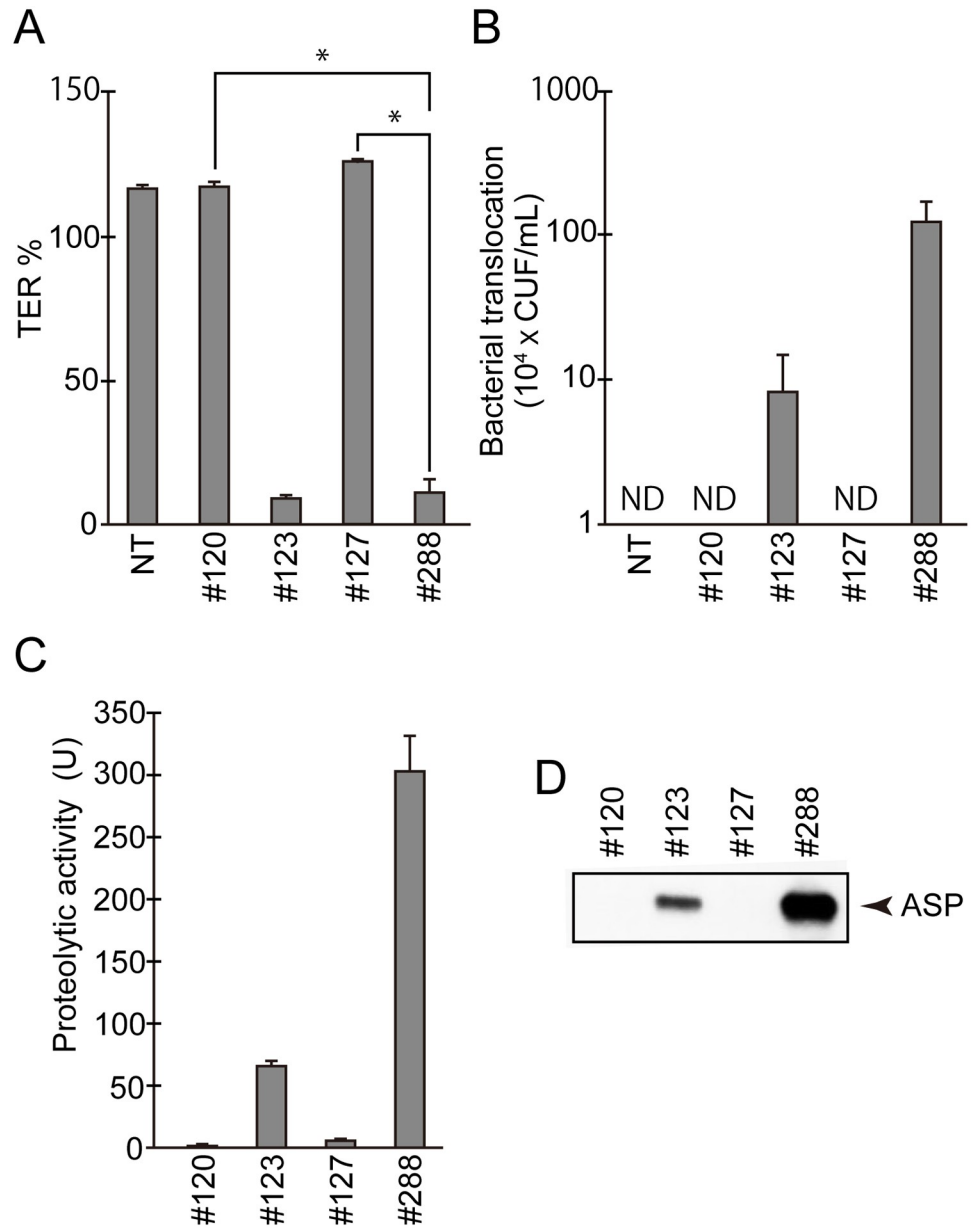 A
*
*
150
100
50
0
TER %
NT
#120
#123
#127
#288
B
1000
100
10
1
Bacterial translocation
(10⁴ x CUF/mL)
ND
ND
ND
NT
#120
#123
#127
#288
C
350
300
250
200
150
100
50
0
Proteolytic activity (U)
#120
#123
#127
#288
D
#120
#123
#127
#288
ASP